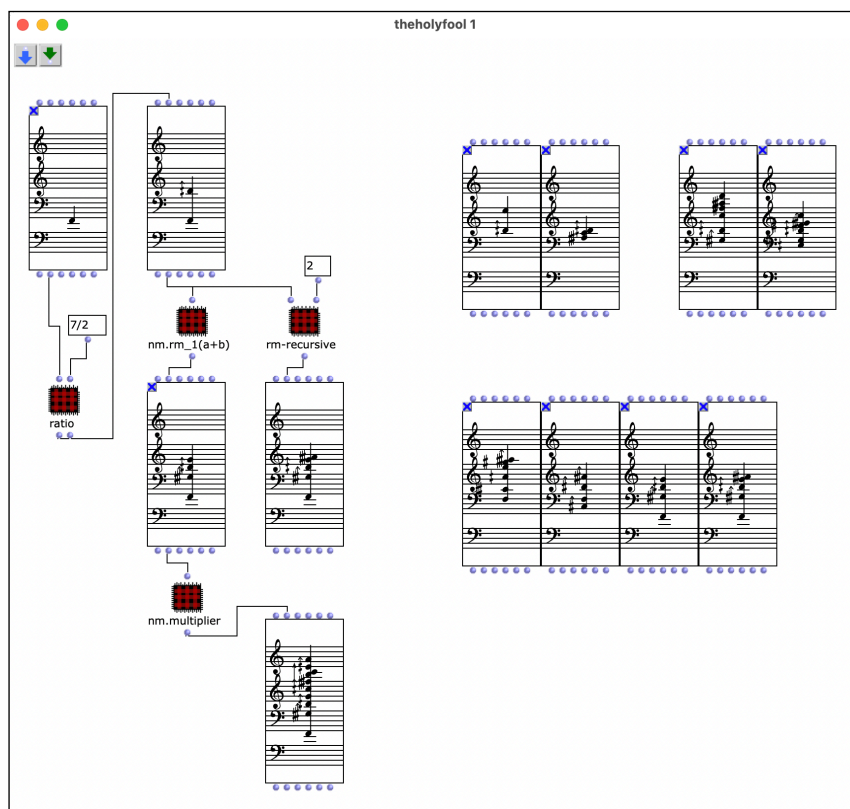 theholyfool 1
2
7/2
nm.rm_1(a+b)
rm-recursive
ratio
nm.multiplier